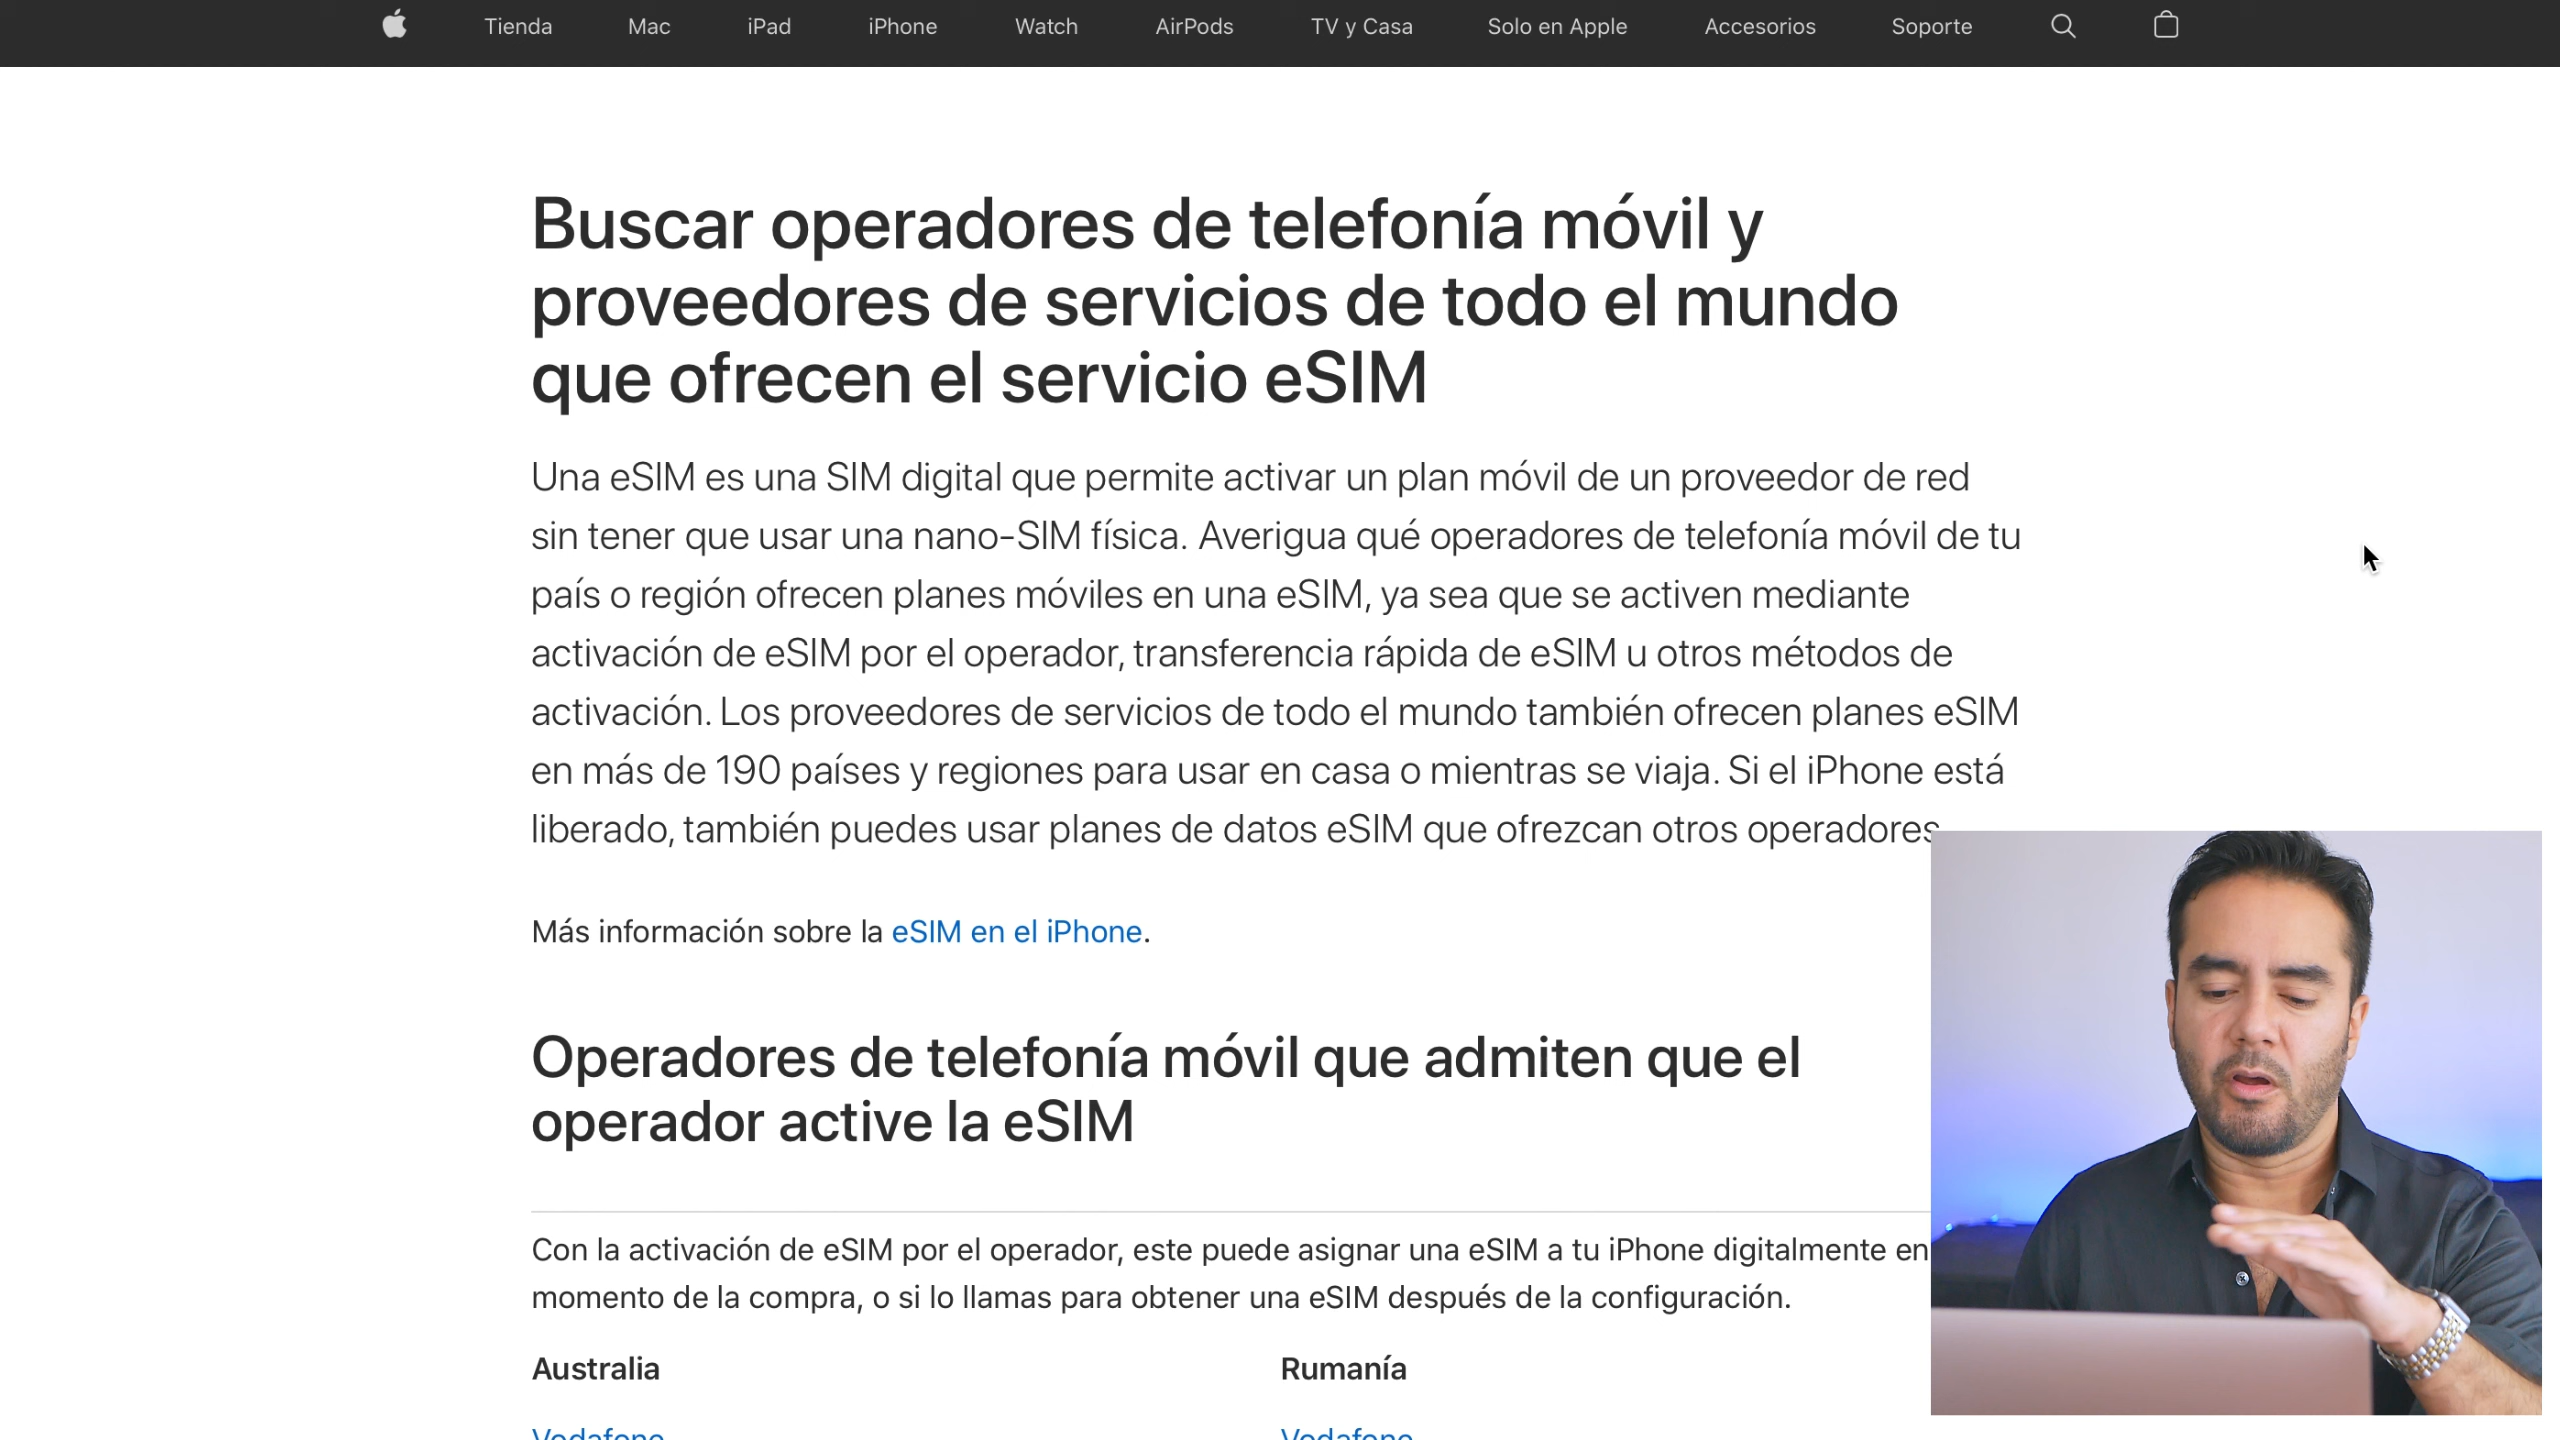 Tienda Mac iPad iPhone Watch AirPods TV y Casa Solo en Apple Accesorios Soporte
Buscar operadores de telefonía móvil y
proveedores de servicios de todo el mundo
que ofrecen el servicio eSIM
Una eSIM es una SIM digital que permite activar un plan móvil de un proveedor de red
sin tener que usar una nano-SIM física. Averigua qué operadores de telefonía móvil de tu
país o región ofrecen planes móviles en una eSIM, ya sea que se activen mediante
activación de eSIM por el operador, transferencia rápida de eSIM u otros métodos de
activación. Los proveedores de servicios de todo el mundo también ofrecen planes eSIM
en más de 190 países y regiones para usar en casa o mientras se viaja. Si el iPhone está
liberado, también puedes usar planes de datos eSIM que ofrezcan otros operadores
Más información sobre la eSIM en el iPhone.
Operadores de telefonía móvil que admiten que el
operador active la eSIM
Con la activación de eSIM por el operador, este puede asignar una eSIM a tu iPhone digitalmente en
momento de la compra, o si lo llamas para obtener una eSIM después de la configuración.
Australia Rumanía
Vodafone Vodafone